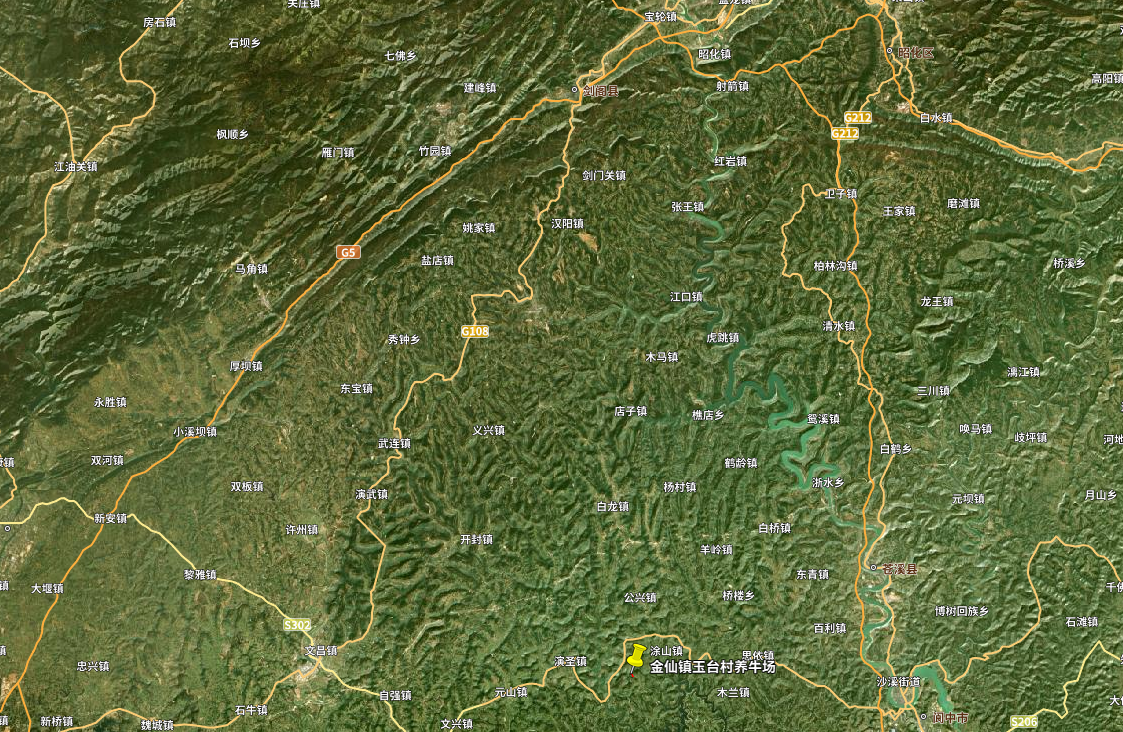 房石镇
石坝乡
七佛乡
宝轮镇
昭化镇
昭化区
射箭镇
建峰镇
剑阁县
高阳镇
G212
白水镇
G212
枫顺乡
雁门镇
竹园镇
江油关镇
红岩镇
剑门关镇
卫子镇
张王镇
王家镇
磨滩镇
姚家镇
汉阳镇
G5
盐店镇
马角镇
柏林沟镇
桥溪乡
江口镇
龙王镇
G108
清水镇
秀钟乡
虎跳镇
木马镇
厚坝镇
漓江镇
东宝镇
三川镇
永胜镇
店子镇
樵店乡
鸳溪镇
小溪坝镇
义兴镇
唤马镇
岐坪镇
武连镇
白鹤乡
双河镇
鹤龄镇
双板镇
杨村镇
浙水乡
演武镇
元坝镇
月山乡
白龙镇
新安镇
许州镇
白桥镇
开封镇
羊岭镇
苍溪县
黎雅镇
东青镇
大堰镇
公兴镇
桥楼乡
博树回族乡
S302
百利镇
石滩镇
文昌镇
涂山镇
思依镇
忠兴镇
演圣镇
金仙镇玉台村养牛场
沙溪街道
自强镇
元山镇
木兰镇
石牛镇
新桥镇
魏城镇
文兴镇
阆中市
S206